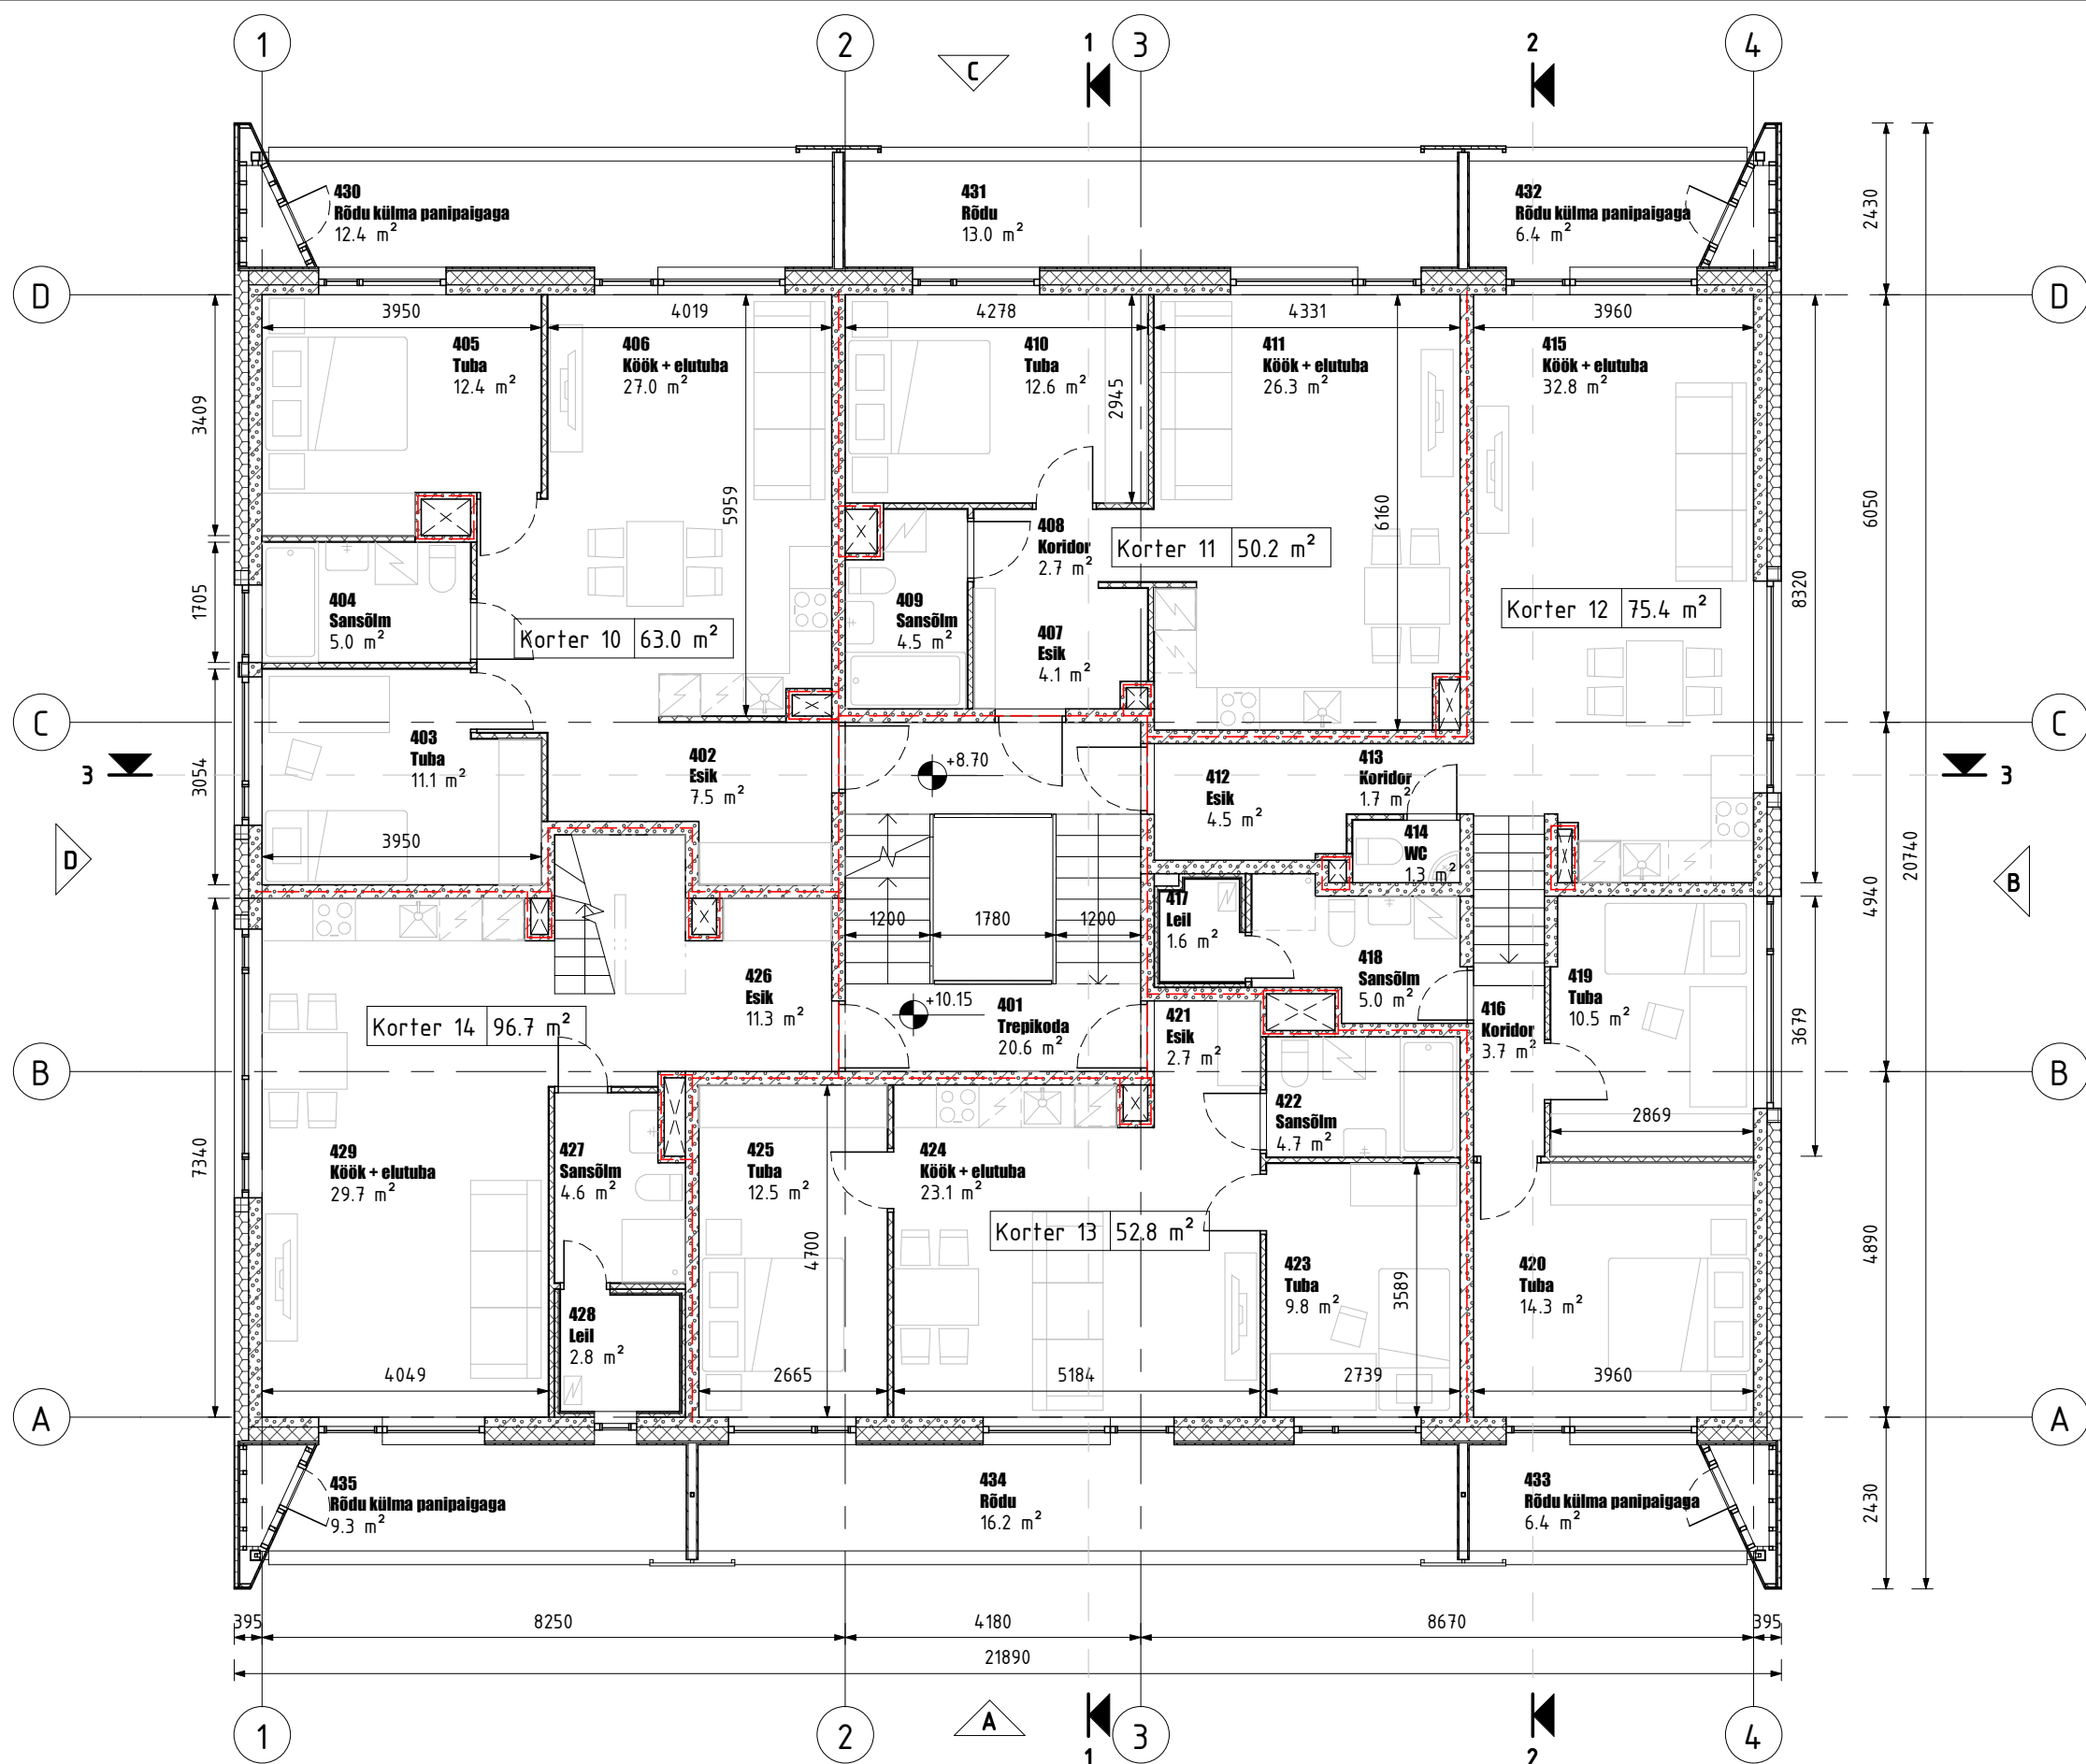 1
2
C
1
3
2
4
430
Rõdu külma panipaigaga
12.4 m²
431
Rõdu
13.0 m²
432
Rõdu külma panipaigaga
6.4 m²
2430
D
D
3950
4019
4278
4331
3960
405
Tuba
12.4 m²
406
Köök + elutuba
27.0 m²
410
Tuba
12.6 m²
411
Köök + elutuba
26.3 m²
415
Köök + elutuba
32.8 m²
3409
2945
5959
6160
6050
408
Koridor
2.7 m²
Korter 11 50.2 m²
1705
404
Sansõlm
5.0 m²
Korter 10 63.0 m²
409
Sansõlm
4.5 m²
407
Esik
4.1 m²
Korter 12 75.4 m²
8320
C
C
3
3054
403
Tuba
11.1 m²
402
Esik
7.5 m²
+8.70
412
Esik
4.5 m²
413
Koridor
1.7 m²
3
D
3950
414
WC
1.3 m²
20740
B
1200
1780
1200
417
Leil
1.6 m²
4940
426
Esik
11.3 m²
418
Sansõlm
5.0 m²
419
Tuba
10.5 m²
Korter 14 96.7 m²
+10.15
401
Trepikoda
20.6 m²
421
Esik
2.7 m²
416
Koridor
3.7 m²
3679
B
B
422
Sansõlm
4.7 m²
2869
7340
429
Köök + elutuba
29.7 m²
427
Sansõlm
4.6 m²
425
Tuba
12.5 m²
424
Köök + elutuba
23.1 m²
4700
Korter 13 52.8 m²
4890
423
Tuba
9.8 m²
3589
420
Tuba
14.3 m²
428
Leil
2.8 m²
4049
2665
5184
2739
3960
A
A
435
Rõdu külma panipaigaga
9.3 m²
434
Rõdu
16.2 m²
433
Rõdu külma panipaigaga
6.4 m²
2430
395
8250
4180
8670
395
21890
1
2
A
1
3
2
4